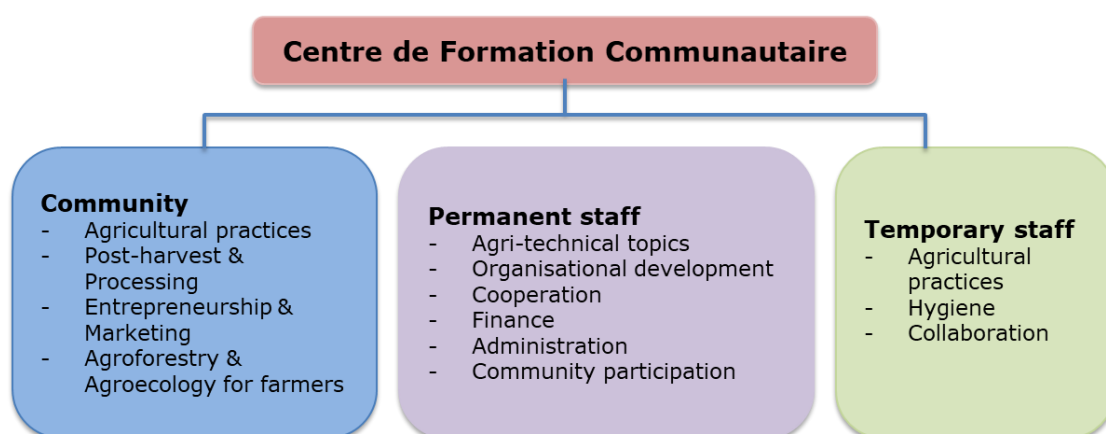 Centre de Formation Communautaire
Community
- Agricultural practices
- Post-harvest &
Processing
- Entrepreneurship &
Marketing
- Agroforestry &
Agroecology for farmers
Permanent staff
- Agri-technical topics
- Organisational development
- Cooperation
- Finance
- Administration
- Community participation
Temporary staff
- Agricultural
practices
- Hygiene
- Collaboration